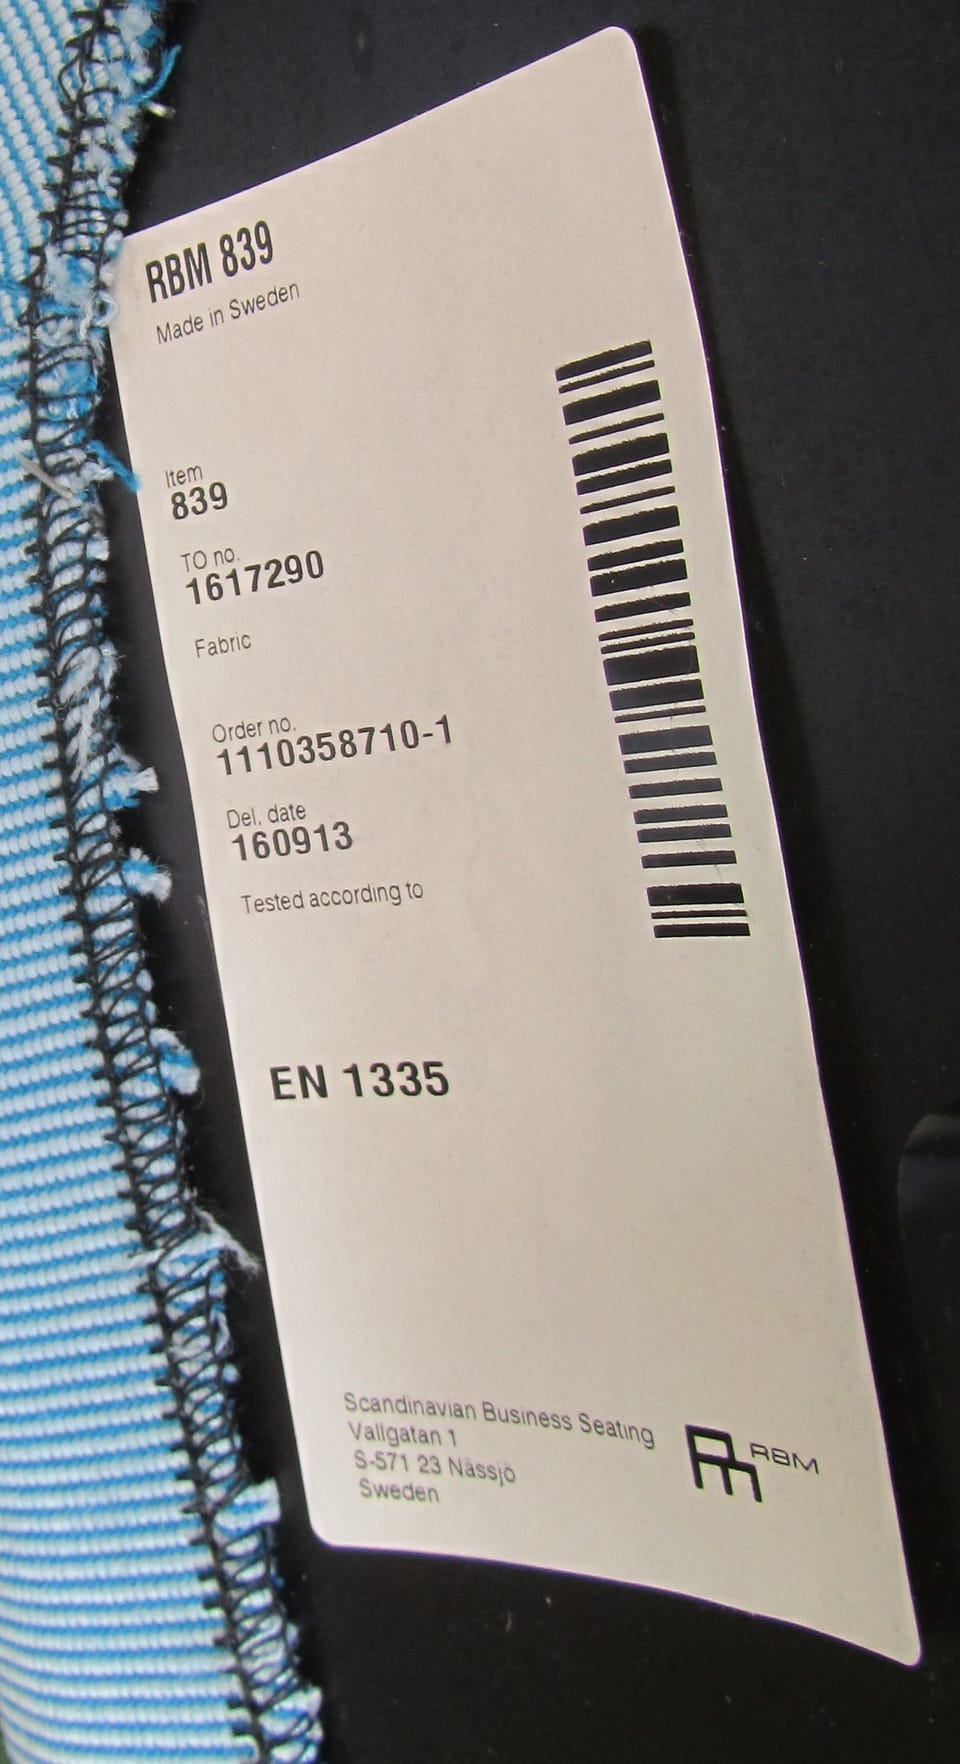 RBM 839
Made in Sweden
Item
839
TO no.
1617290
Fabric
Order no.
1110358710-1
Del. date
160913
Tested according to
EN 1335
Scandinavian Business Seating
Vallgatan 1
S-571 23 Nässjö
Sweden
RBM